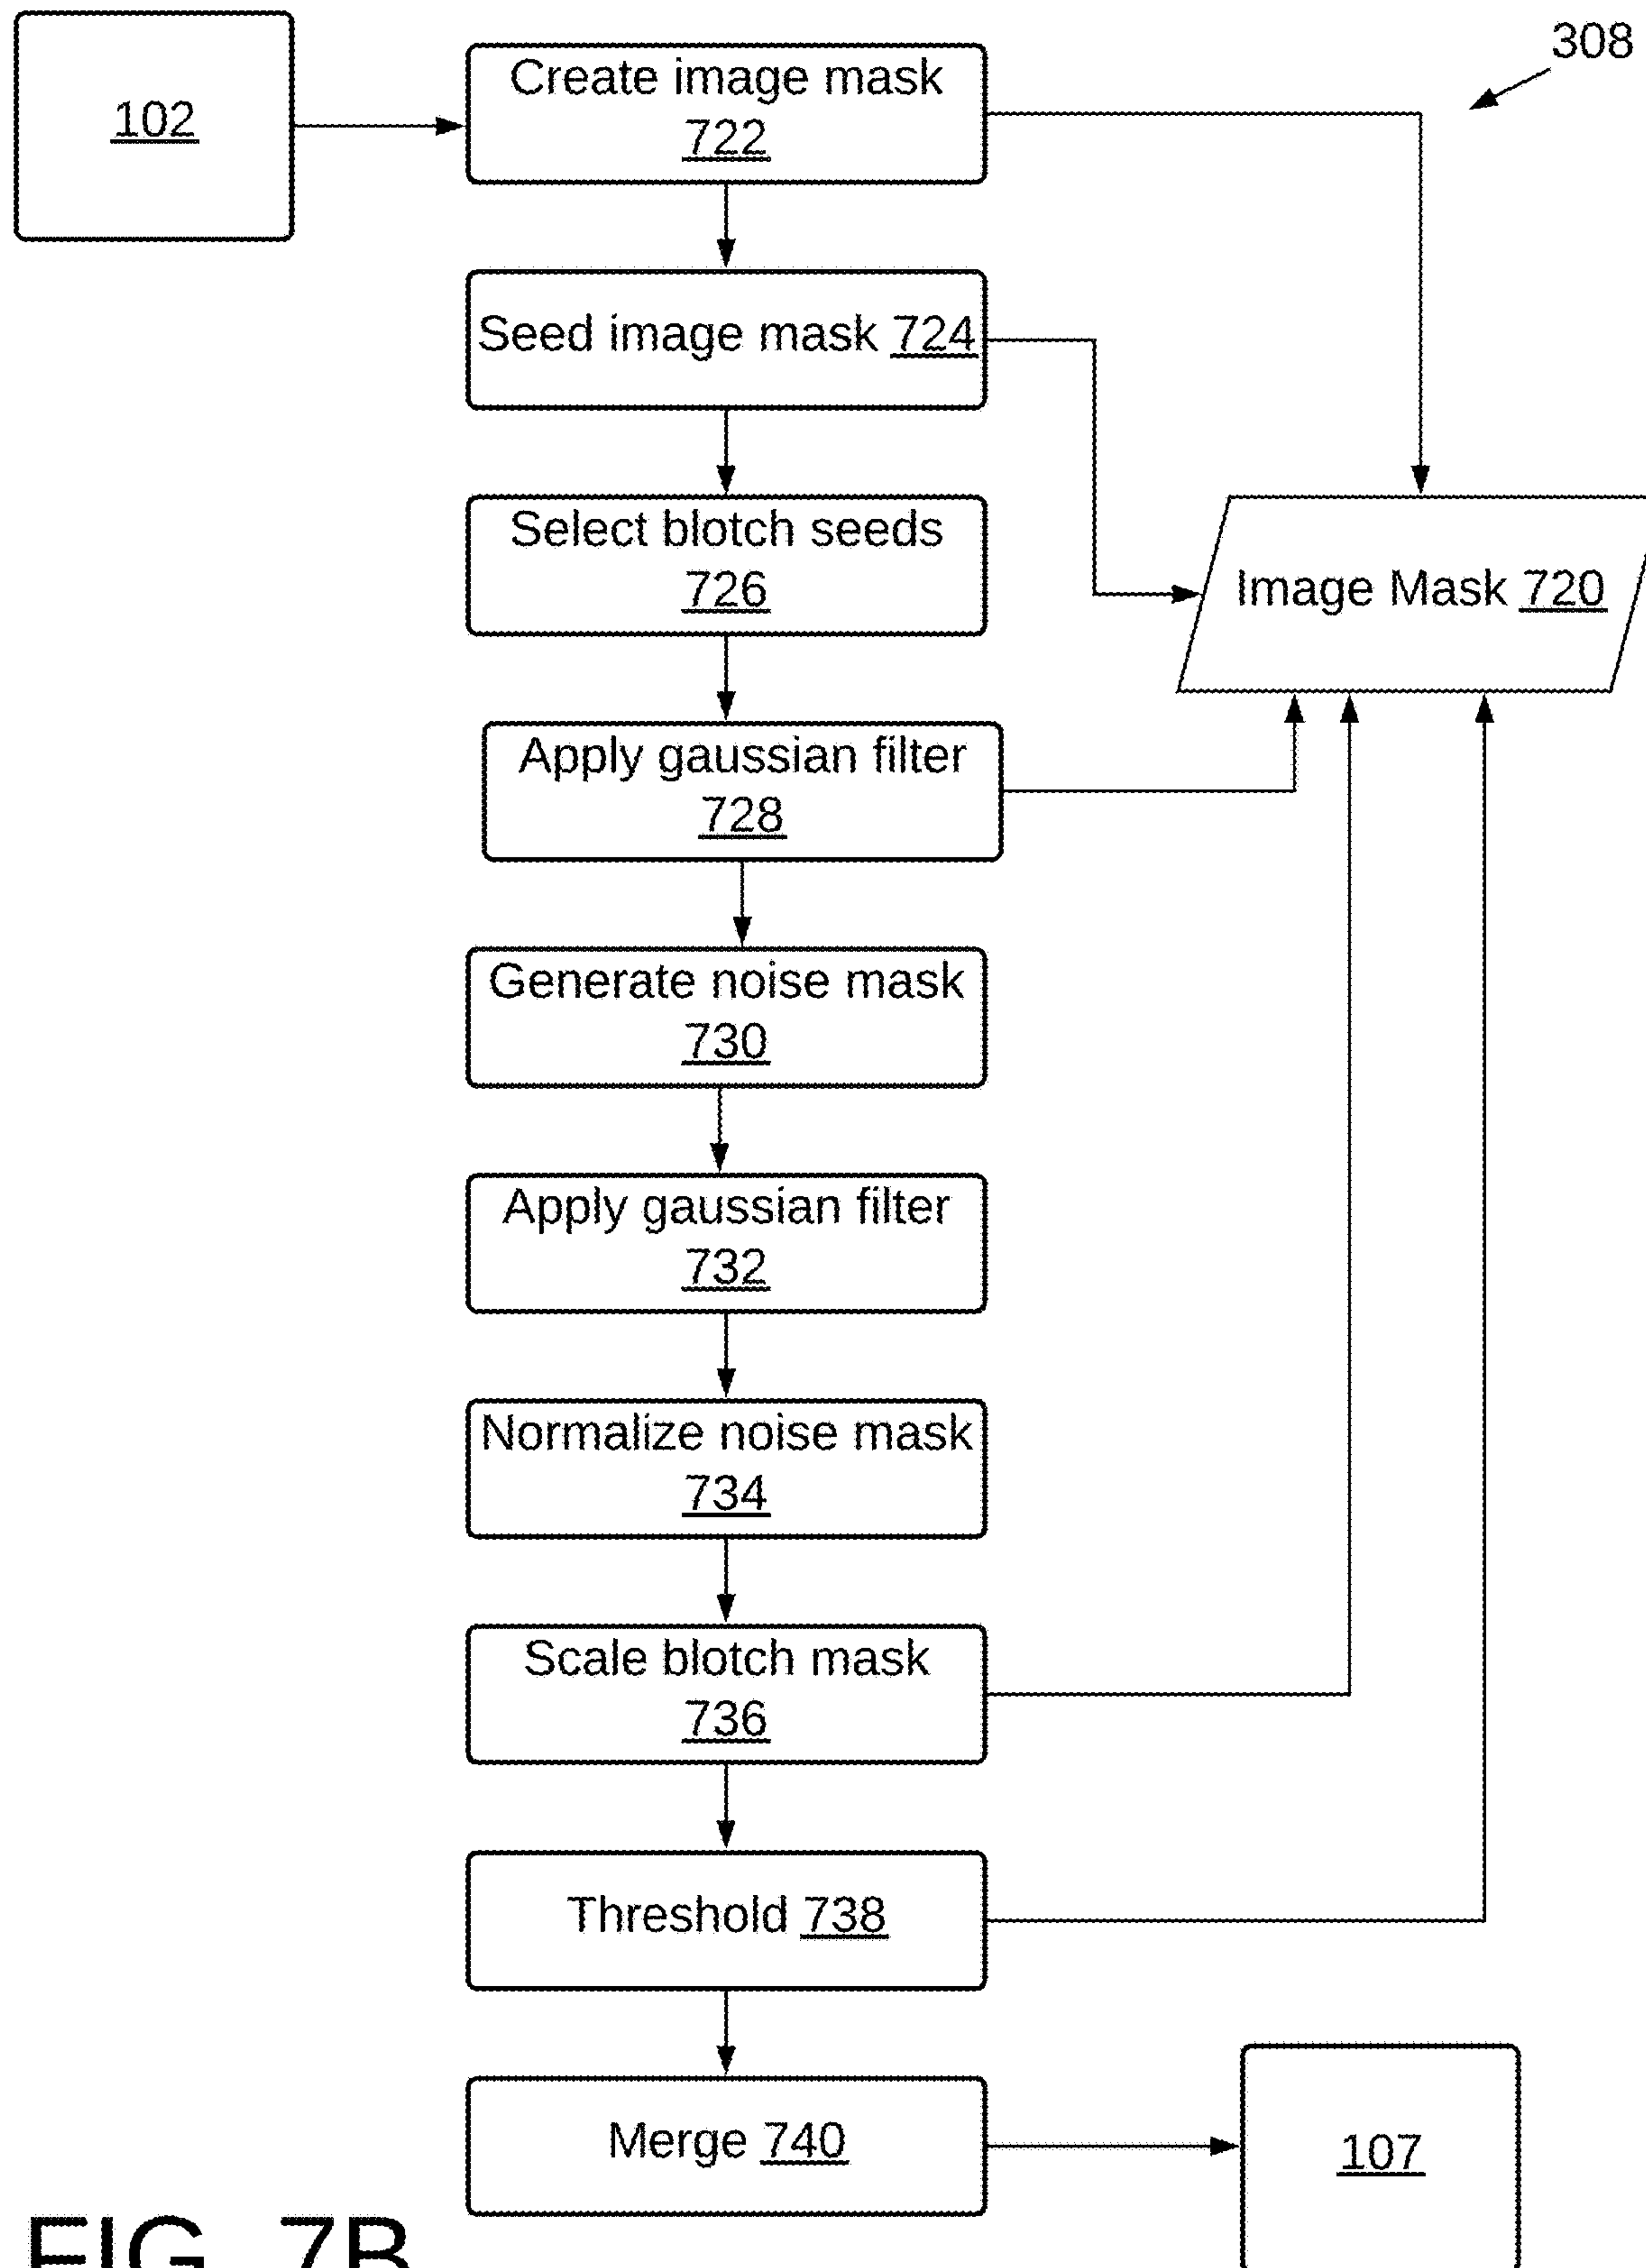 308
102
Create image mask
722
Seed image mask 724
Select blotch seeds
726
Image Mask 720
Apply gaussian filter
728
Generate noise mask
730
Apply gaussian filter
732
Normalize noise mask
734
Scale blotch mask
736
Threshold 738
Merge 740
107
FIG. 7B